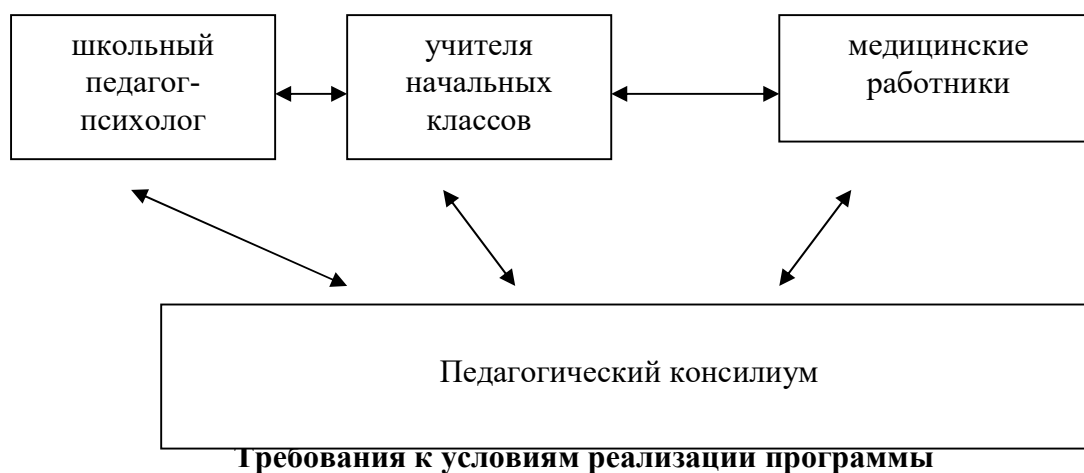 школьный
педагог-
психолог
учителя
начальных
классов
медицинские
работники
Педагогический консилиум
Требования к условиям реализации программы